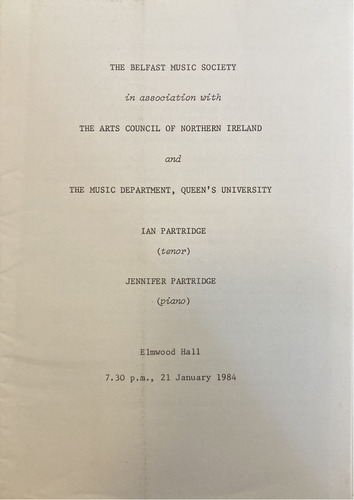 THE BELFAST MUSIC SOCIETY
in association with
THE ARTS COUNCIL OF NORTHERN IRELAND
and
THE MUSIC DEPARTMENT, QUEEN'S UNIVERSITY
IAN PARTRIDGE
(tenor)
JENNIFER PARTRIDGE
(piano)
Elmwood Hall
7.30 p.m., 21 January 1984